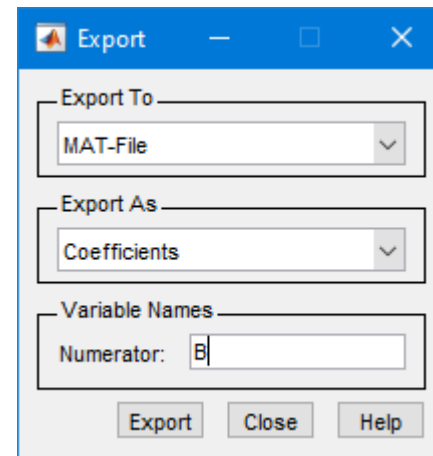 Export
Export To
MAT-File
Export As
Coefficients
Variable Names
Numerator: B
Export Close Help